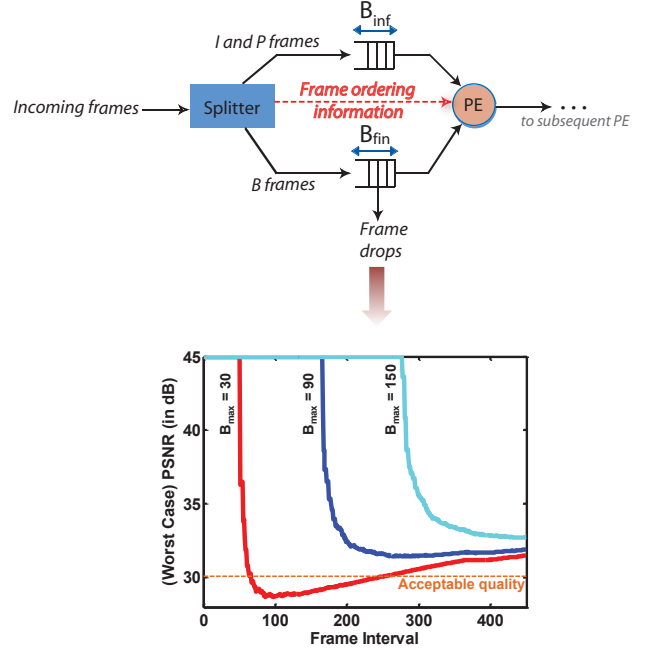 B_inf
I and P frames
Incoming frames
Splitter
Frame ordering
information
PE
to subsequent PE
B_fin
B frames
Frame
drops
(Worst Case) PSNR (in dB)
45
40
35
30
B_max = 30
B_max = 90
B_max = 150
Acceptable quality
0
100
200
300
400
Frame Interval